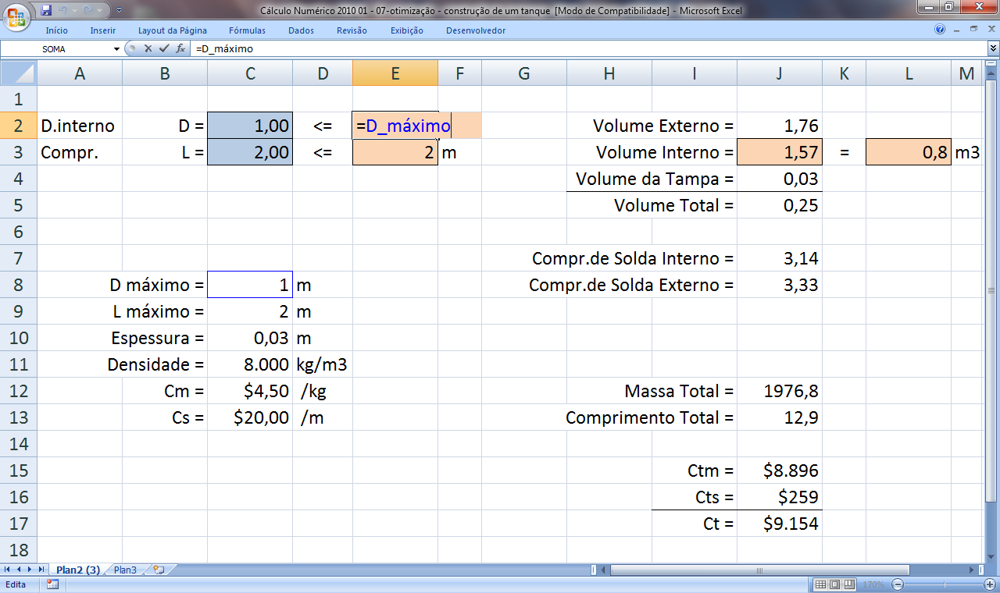 Cálculo Numérico 2010 01 - 07-otimização - construção de um tanque [Modo de Compatibilidade] - Microsoft Excel
Início Inserir Layout da Página Fórmulas Dados Revisão Exibição Desenvolvedor
SOMA =D_máximo
A B C D E F G H I J K L M
1
2 D.interno D = 1,00 <= =D_máximo Volume Externo = 1,76
3 Compr. L = 2,00 <= 2 m Volume Interno = 1,57 = 0,8 m3
4 Volume da Tampa = 0,03
5 Volume Total = 0,25
6
7 Compr.de Solda Interno = 3,14
8 D máximo = 1 m Compr.de Solda Externo = 3,33
9 L máximo = 2 m
10 Espessura = 0,03 m
11 Densidade = 8.000 kg/m3
12 Cm = $4,50 /kg Massa Total = 1976,8
13 Cs = $20,00 /m Comprimento Total = 12,9
14
15 Ctm = $8.896
16 Cts = $259
17 Ct = $9.154
18
Plan2 (3) Plan3
Edita 170%